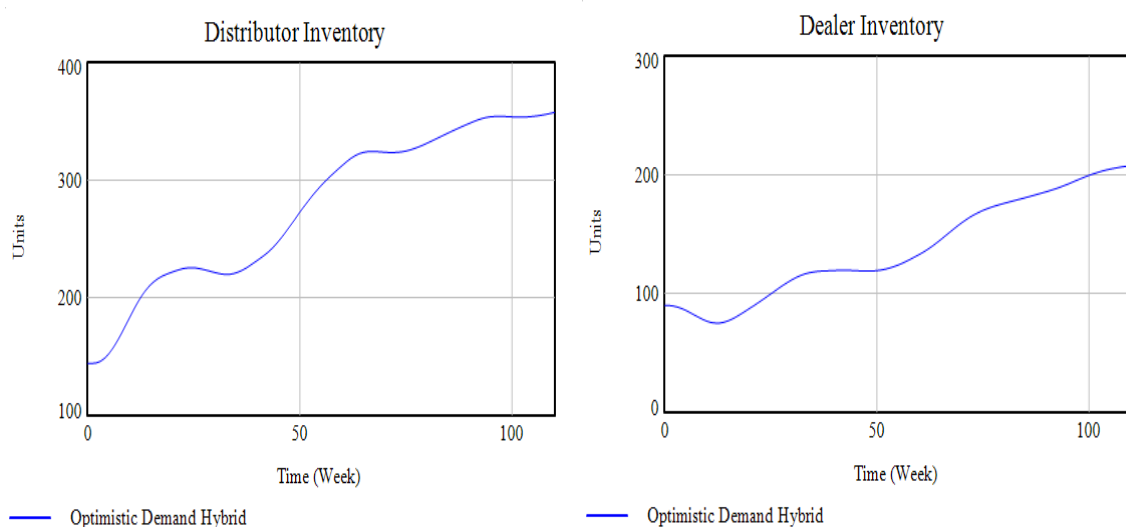 Distributor Inventory
400
300
200
100
Units
0
50
100
Time (Week)
Optimistic Demand Hybrid
Dealer Inventory
300
200
100
0
Units
0
50
100
Time (Week)
Optimistic Demand Hybrid